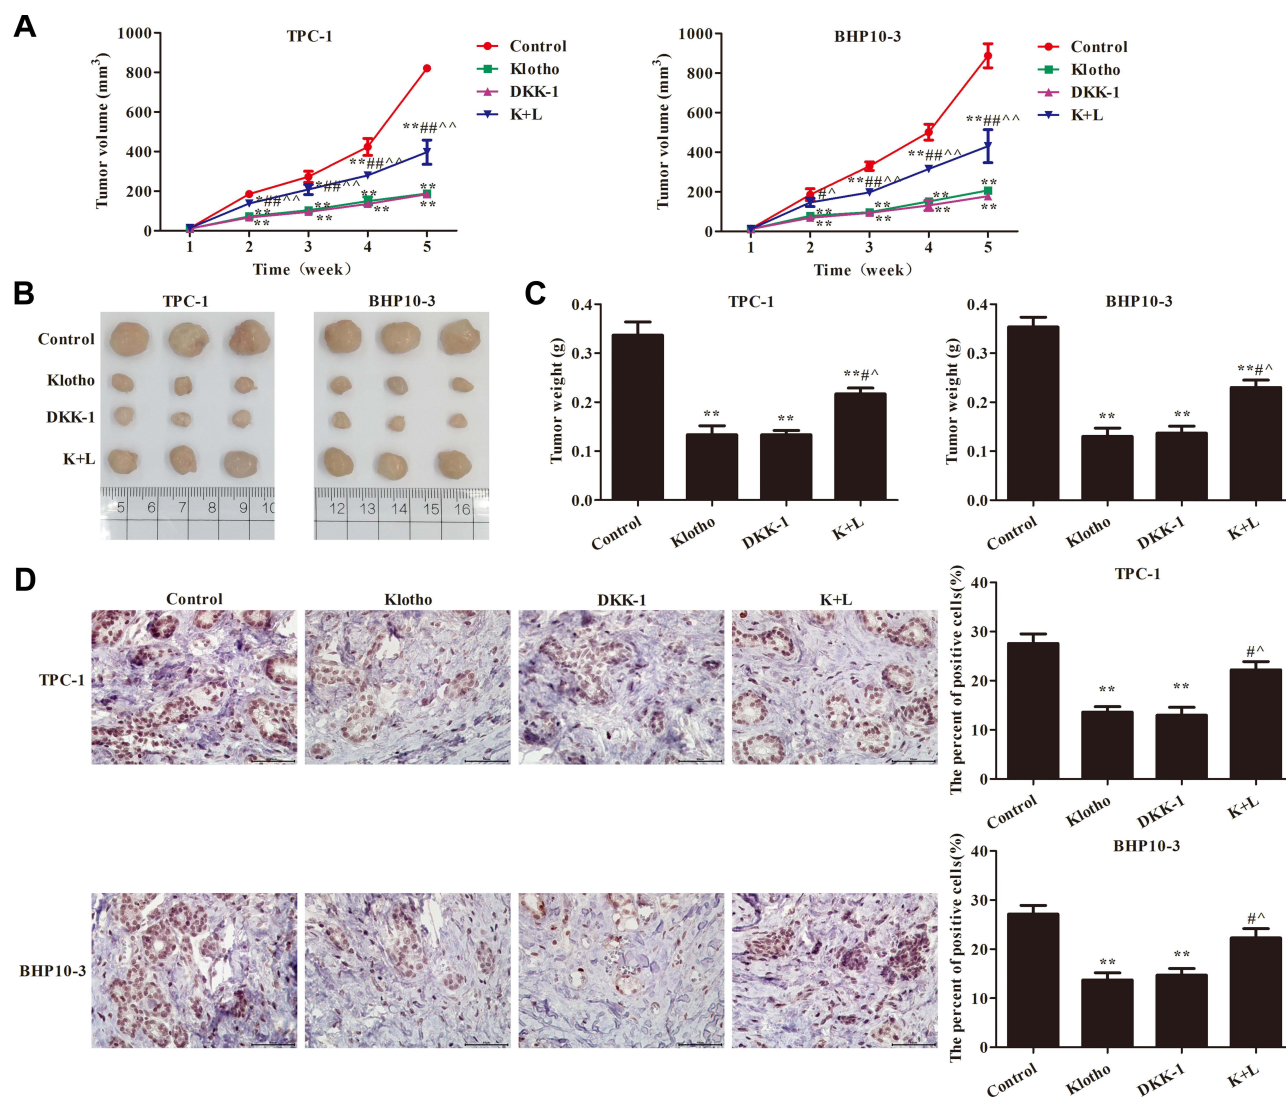 A
TPC-1
Tumor volume (mm3)
1000
800
600
400
200
0
1 2 3 4 5
Time (week)
Control
Klotho
DKK-1
K+L
*##^^
*##^^
**##^^
**##^^
**
**
**
**
**
**
**
**
BHP10-3
Tumor volume (mm3)
1000
800
600
400
200
0
1 2 3 4 5
Time (week)
Control
Klotho
DKK-1
K+L
#^
**##^^
**##^^
**##^^
**
**
**
**
**
**
**
**
B
TPC-1 BHP10-3
Control
Klotho
DKK-1
K+L
5 6 7 8 9 10
12 13 14 15 16
C
TPC-1
Tumor weight (g)
0.4
0.3
0.2
0.1
0.0
** ** **#^
Control Klotho DKK-1 K+L
BHP10-3
Tumor weight (g)
0.4
0.3
0.2
0.1
0.0
** ** **#^
Control Klotho DKK-1 K+L
D
Control Klotho DKK-1 K+L
TPC-1
BHP10-3
TPC-1
The percent of positive cells(%)
40
30
20
10
0
** ** #^
Control Klotho DKK-1 K+L
BHP10-3
The percent of positive cells(%)
40
30
20
10
0
** ** #^
Control Klotho DKK-1 K+L